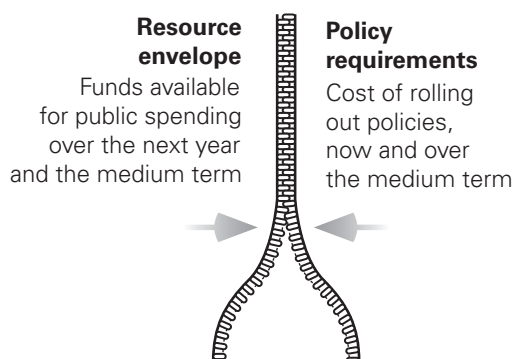 Resource
envelope
Funds available
for public spending
over the next year
and the medium term
Policy
requirements
Cost of rolling
out policies,
now and over
the medium term